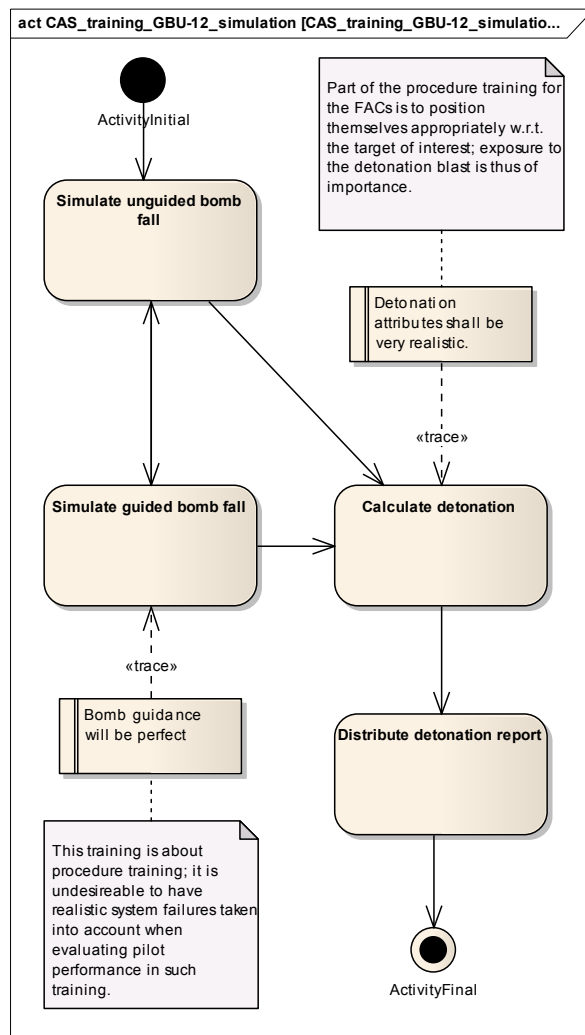 act CAS_training_GBU-12_simulation [CAS_training_GBU-12_simulatio...
ActivityInitial
Part of the procedure training for
the FACs is to position
themselves appropriately w.r.t.
the target of interest; exposure to
the detonation blast is thus of
importance.
Simulate unguided bomb
fall
Detonation
attributes shall be
very realistic.
«trace»
Simulate guided bomb fall
Calculate detonation
«trace»
Bomb guidance
will be perfect
Distribute detonation report
This training is about
procedure training; it is
undesireable to have
realistic system failures taken
into account when
evaluating pilot
performance in such
training.
ActivityFinal